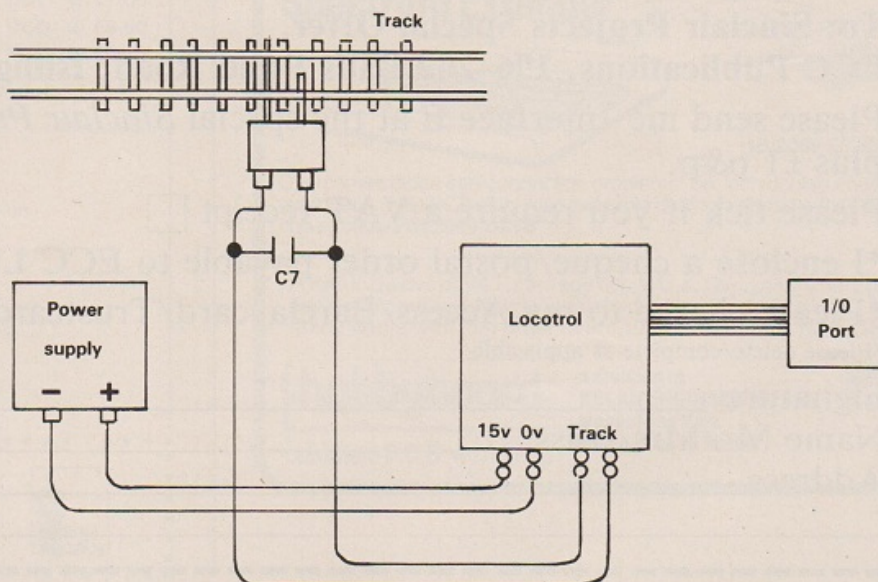 Track
C7
Power
supply
− +
Locotrol
1/0
Port
15v 0v Track